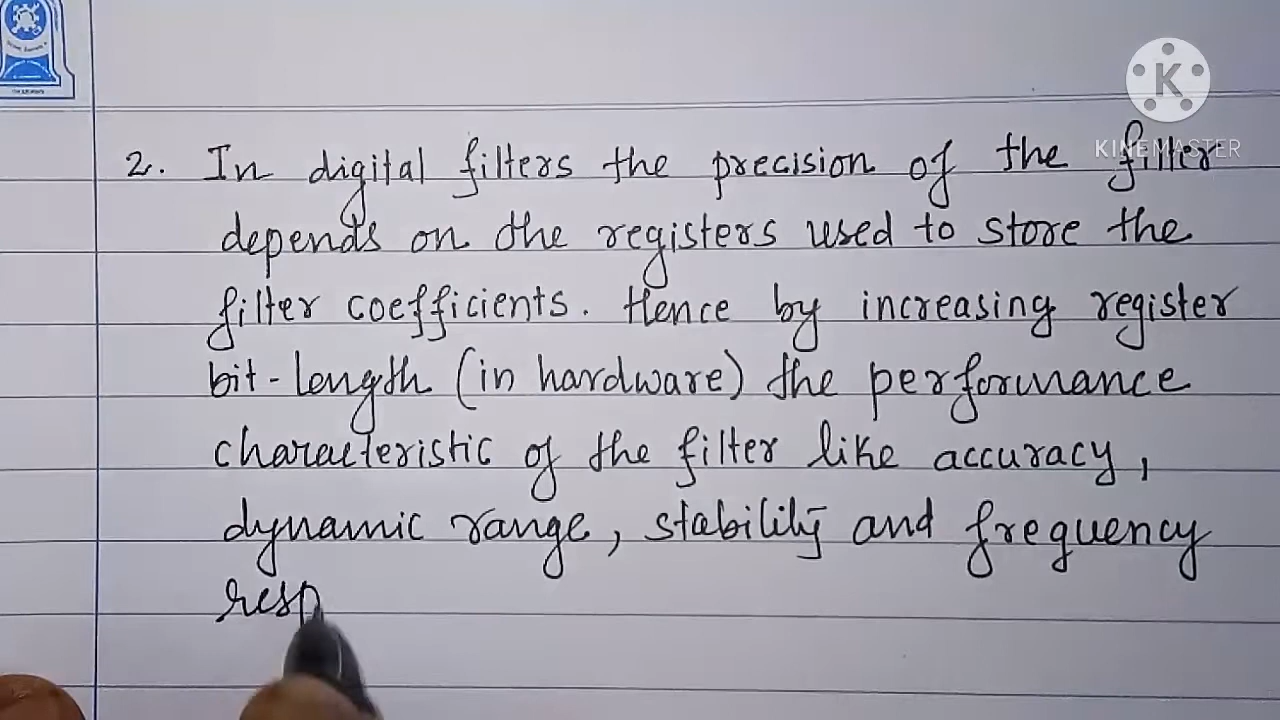 K
KINEMASTER
2. In digital filters the precision of the filter
depends on the registers used to store the
filter coefficients. Hence by increasing register
bit-length (in hardware) the performance
characteristic of the filter like accuracy,
dynamic range, stability and frequency
resp